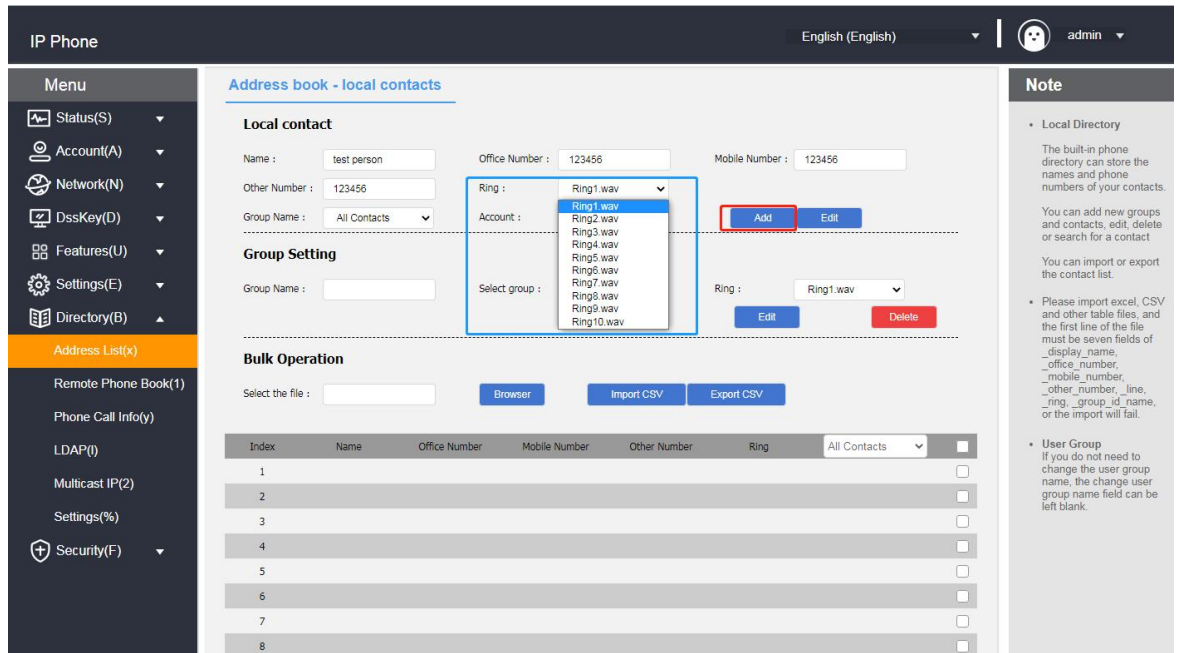 IP Phone
English (English)
admin
Menu
Status(S)
Account(A)
Network(N)
DssKey(D)
Features(U)
Settings(E)
Directory(B)
Address List(x)
Remote Phone Book(1)
Phone Call Info(y)
LDAP(l)
Multicast IP(2)
Settings(%)
Security(F)
Address book - local contacts
Local contact
Name : test person Office Number : 123456 Mobile Number : 123456
Other Number : 123456 Ring : Ring1.wav
Group Name : All Contacts Account : Add Edit
Ring1.wav
Ring2.wav
Ring3.wav
Ring4.wav
Ring5.wav
Ring6.wav
Ring7.wav
Ring8.wav
Ring9.wav
Ring10.wav
Group Setting
Group Name : Select group : Ring : Ring1.wav
Edit Delete
Bulk Operation
Select the file : Browser Import CSV Export CSV
Index Name Office Number Mobile Number Other Number Ring All Contacts
1
2
3
4
5
6
7
8
Note
• Local Directory
The built-in phone
directory can store the
names and phone
numbers of your contacts.
You can add new groups
and contacts, edit, delete
or search for a contact
You can import or export
the contact list.
• Please import excel, CSV
and other table files, and
the first line of the file
must be seven fields of
_display_name,
_office_number,
_mobile_number,
_other_number, _line,
_ring, _group_id_name,
or the import will fail.
• User Group
If you do not need to
change the user group
name, the change user
group name field can be
left blank.